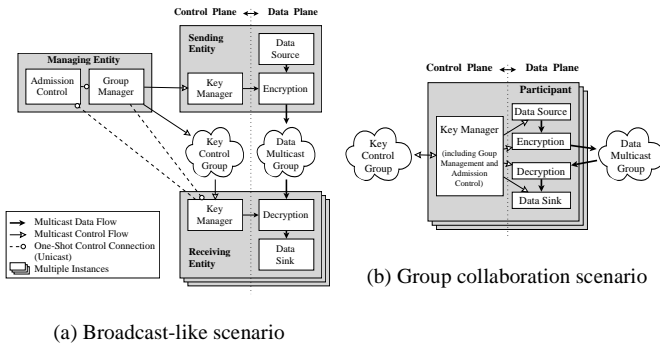 Control Plane
Data Plane
Managing Entity
Admission
Control
Group
Manager
Sending
Entity
Data
Source
Key
Manager
Encryption
Key
Control
Group
Data
Multicast
Group
Key
Manager
Decryption
Receiving
Entity
Data
Sink
Multicast Data Flow
Multicast Control Flow
One-Shot Control Connection
(Unicast)
Multiple Instances
(a) Broadcast-like scenario
Control Plane
Data Plane
Participant
Key
Control
Group
Key Manager
(including Goup
Management and
Admission
Control)
Data Source
Encryption
Decryption
Data Sink
Data
Multicast
Group
(b) Group collaboration scenario